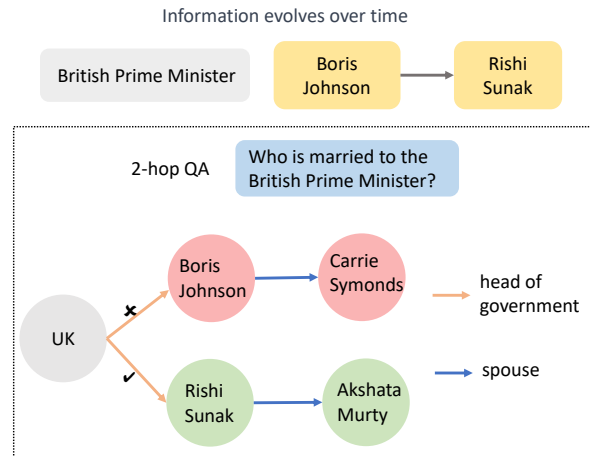 Information evolves over time
British Prime Minister
Boris
Johnson
Rishi
Sunak
2-hop QA
Who is married to the
British Prime Minister?
Boris
Johnson
Carrie
Symonds
head of
government
UK
✘
✔
Rishi
Sunak
Akshata
Murty
spouse